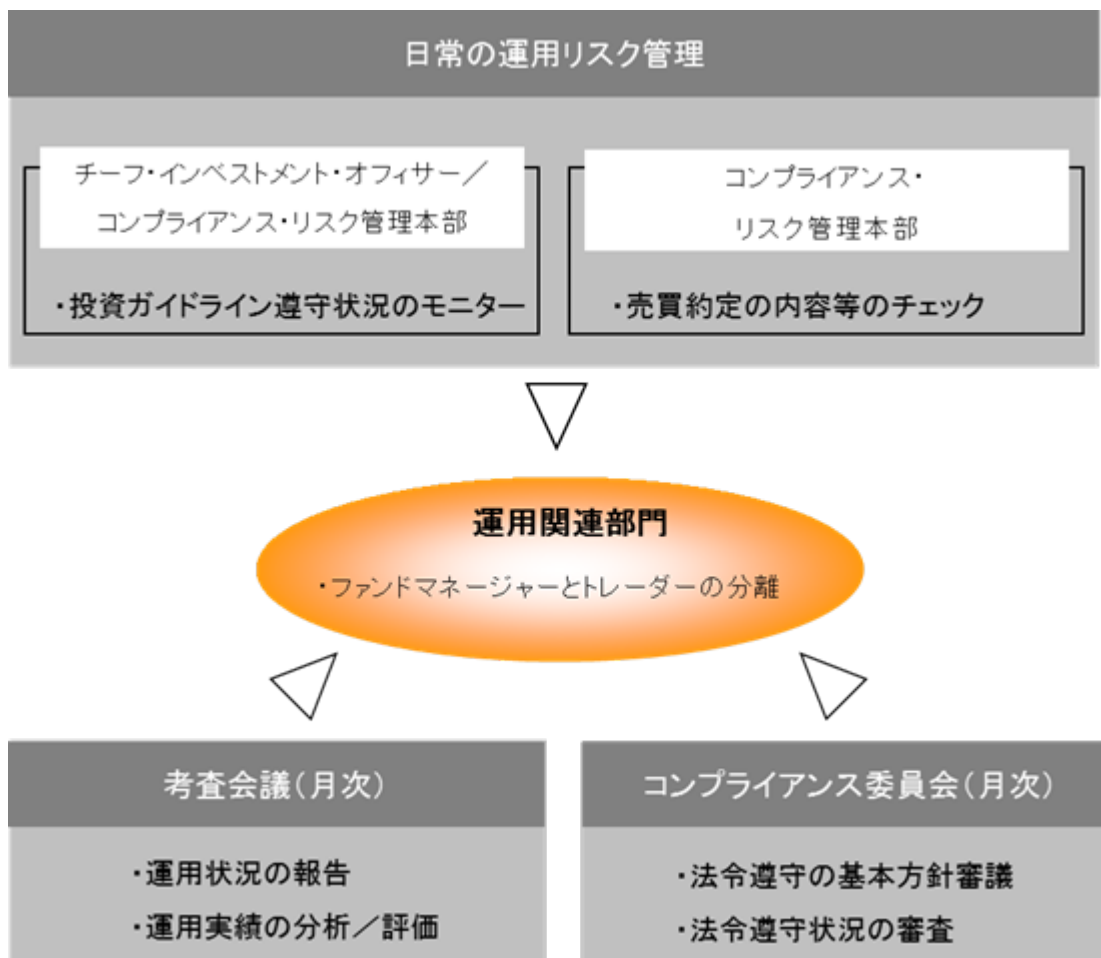 日常の運用リスク管理
チーフ・インベストメント・オフィサー／
コンプライアンス・リスク管理本部
・投資ガイドライン遵守状況のモニター
コンプライアンス・
リスク管理本部
・売買約定の内容等のチェック
運用関連部門
・ファンドマネージャーとトレーダーの分離
考査会議(月次)
・運用状況の報告
・運用実績の分析／評価
コンプライアンス委員会(月次)
・法令遵守の基本方針審議
・法令遵守状況の審査